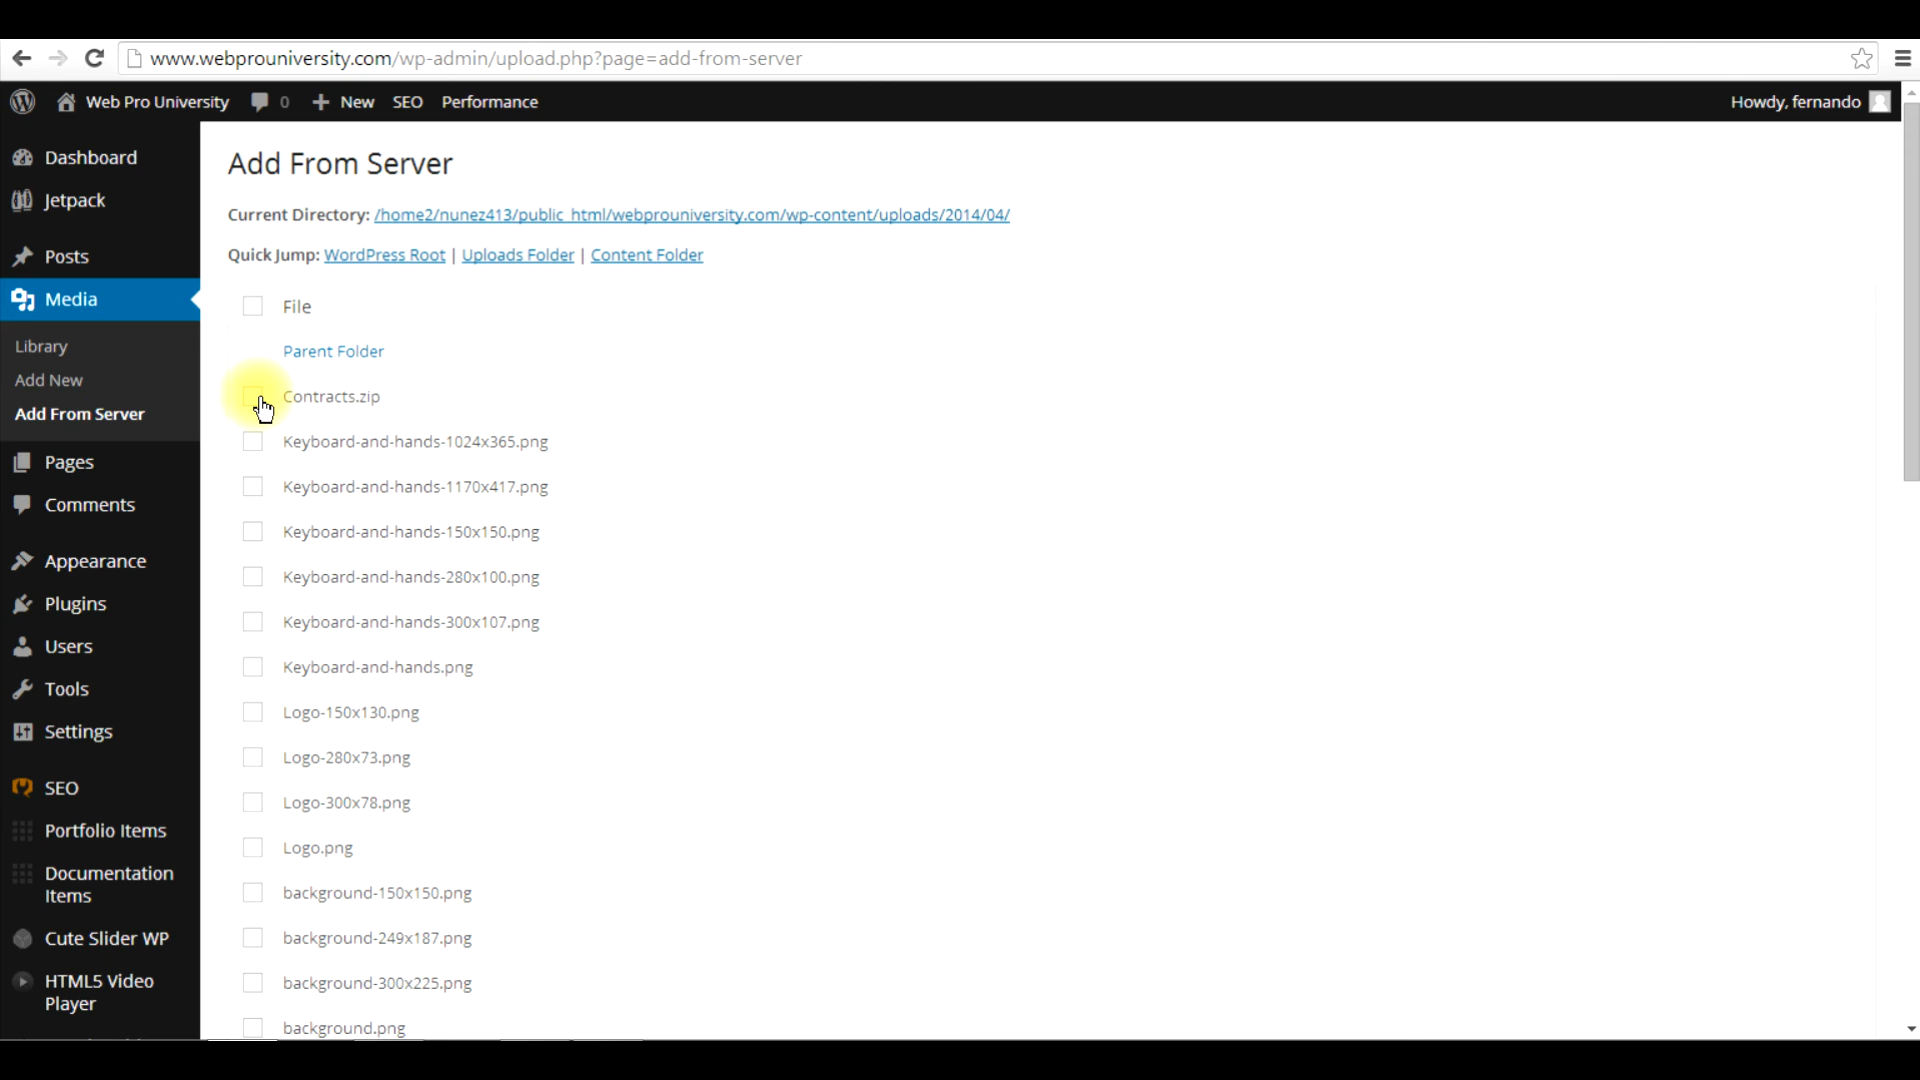 www.webprouniversity.com/wp-admin/upload.php?page=add-from-server
Web Pro University 0 New SEO Performance Howdy, fernando
Dashboard
Jetpack
Posts
Media
Library
Add New
Add From Server
Pages
Comments
Appearance
Plugins
Users
Tools
Settings
SEO
Portfolio Items
Documentation
Items
Cute Slider WP
HTML5 Video
Player
Add From Server
Current Directory: /home2/nunez413/public_html/webprouniversity.com/wp-content/uploads/2014/04/
Quick Jump: WordPress Root | Uploads Folder | Content Folder
File
Parent Folder
Contracts.zip
Keyboard-and-hands-1024x365.png
Keyboard-and-hands-1170x417.png
Keyboard-and-hands-150x150.png
Keyboard-and-hands-280x100.png
Keyboard-and-hands-300x107.png
Keyboard-and-hands.png
Logo-150x130.png
Logo-280x73.png
Logo-300x78.png
Logo.png
background-150x150.png
background-249x187.png
background-300x225.png
background.png